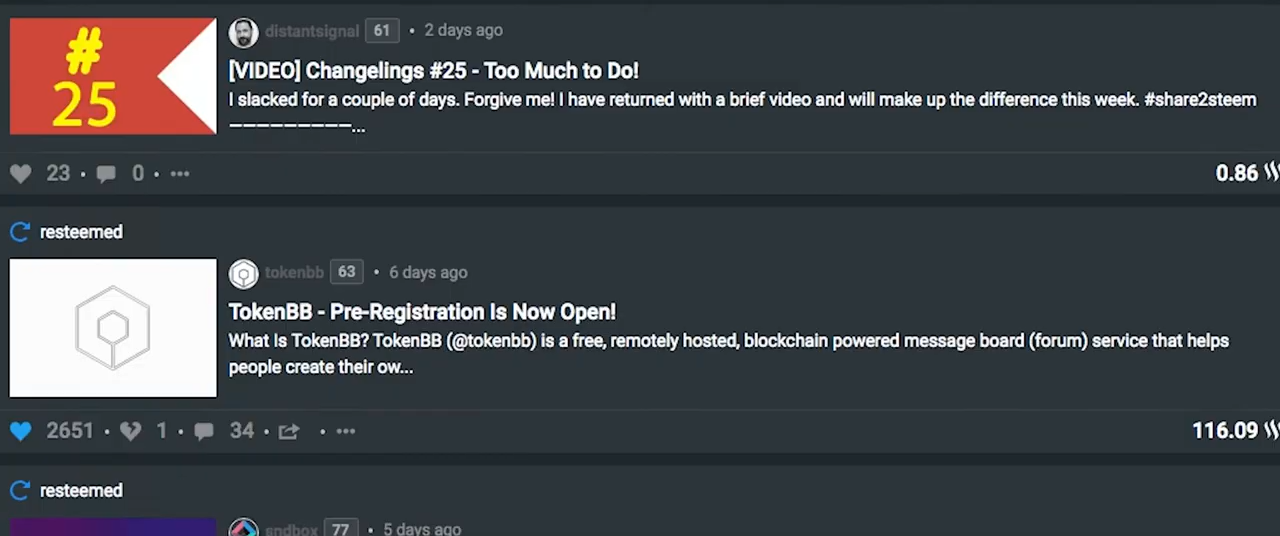 #
25
distantsignal 61 • 2 days ago
[VIDEO] Changelings #25 - Too Much to Do!
I slacked for a couple of days. Forgive me! I have returned with a brief video and will make up the difference this week. #share2steem
—————————...
23 • 0 • •••
0.86
resteemed
tokenbb 63 • 6 days ago
TokenBB - Pre-Registration Is Now Open!
What Is TokenBB? TokenBB (@tokenbb) is a free, remotely hosted, blockchain powered message board (forum) service that helps
people create their ow...
2651 • 1 • 34 • • •••
116.09
resteemed
sndbox 77 • 5 days ago